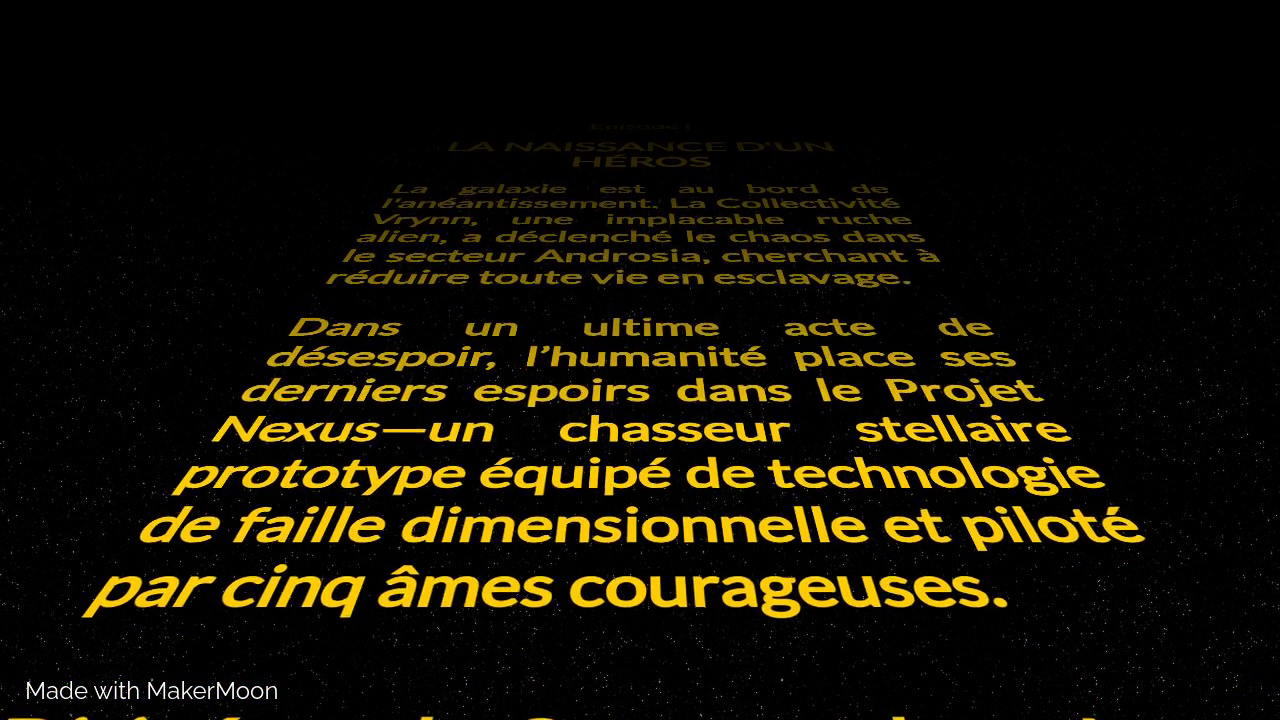 Episode I
LA NAISSANCE D'UN
HÉROS
La galaxie est au bord de
l'anéantissement. La Collectivité
Vrynn, une implacable ruche
alien, a déclenché le chaos dans
le secteur Androsia, cherchant à
réduire toute vie en esclavage.
Dans un ultime acte de
désespoir, l’humanité place ses
derniers espoirs dans le Projet
Nexus—un chasseur stellaire
prototype équipé de technologie
de faille dimensionnelle et piloté
par cinq âmes courageuses.
Made with MakerMoon